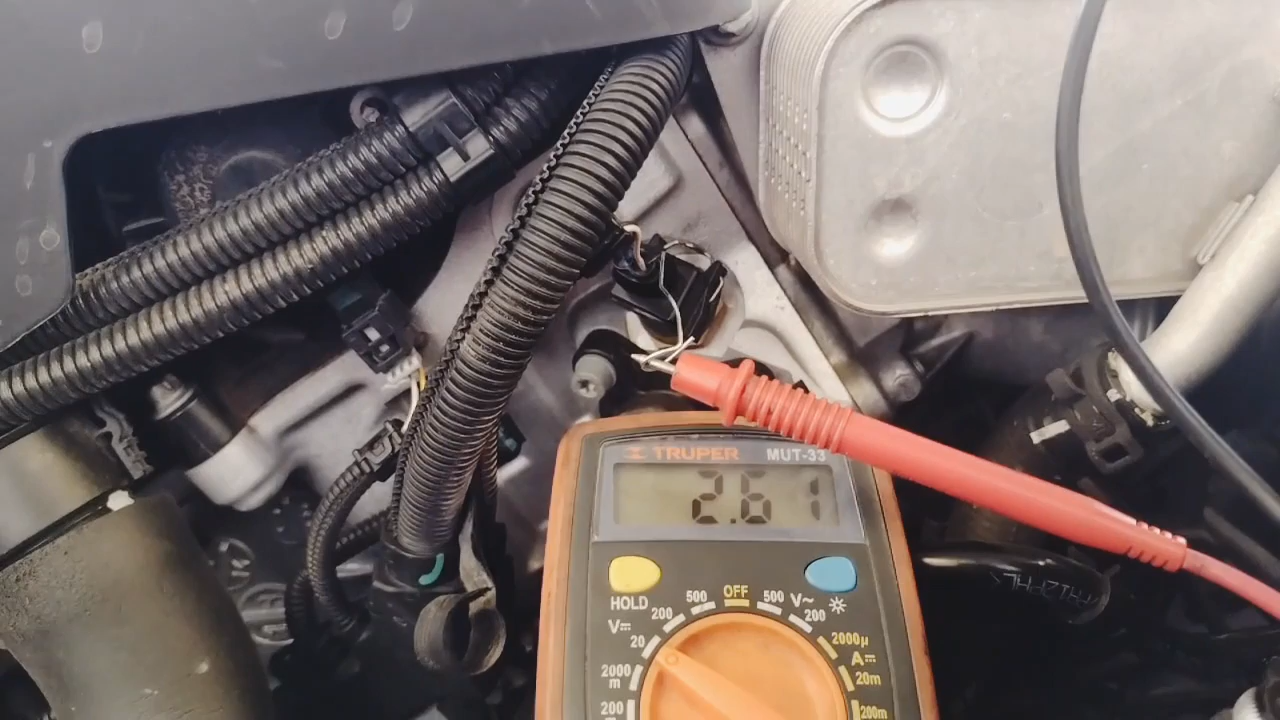 TRUPER MUT-33
2.61
HOLD
500 OFF 500 V~
200 200
V⎓ 2000µ
20 A⎓
2000 20m
m
200 200m
m